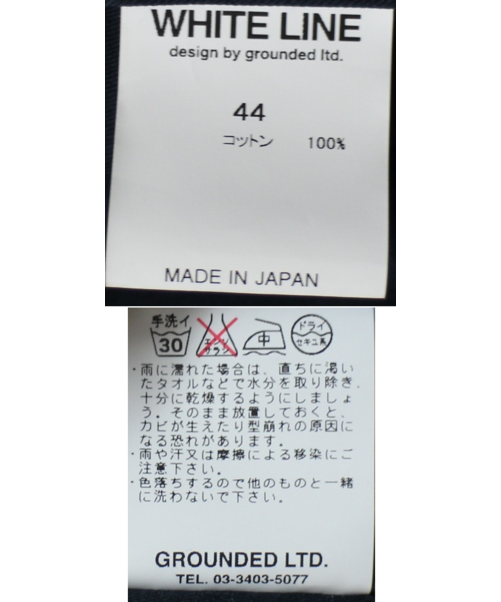 WHITE LINE
design by grounded ltd.
44
コットン 100%
MADE IN JAPAN
手洗イ
30
エンソ
サラシ
中
ドライ
セキユ系
・雨に濡れた場合は、直ちに渇い
たタオルなどで水分を取り除き、
十分に乾燥するようにしましょ
う。そのまま放置しておくと、
カビが生えたり型崩れの原因に
なる恐れがあります。
・雨や汗又は摩擦による移染にご
注意下さい。
・色落ちするので他のものと一緒
に洗わないで下さい。
GROUNDED LTD.
TEL. 03-3403-5077